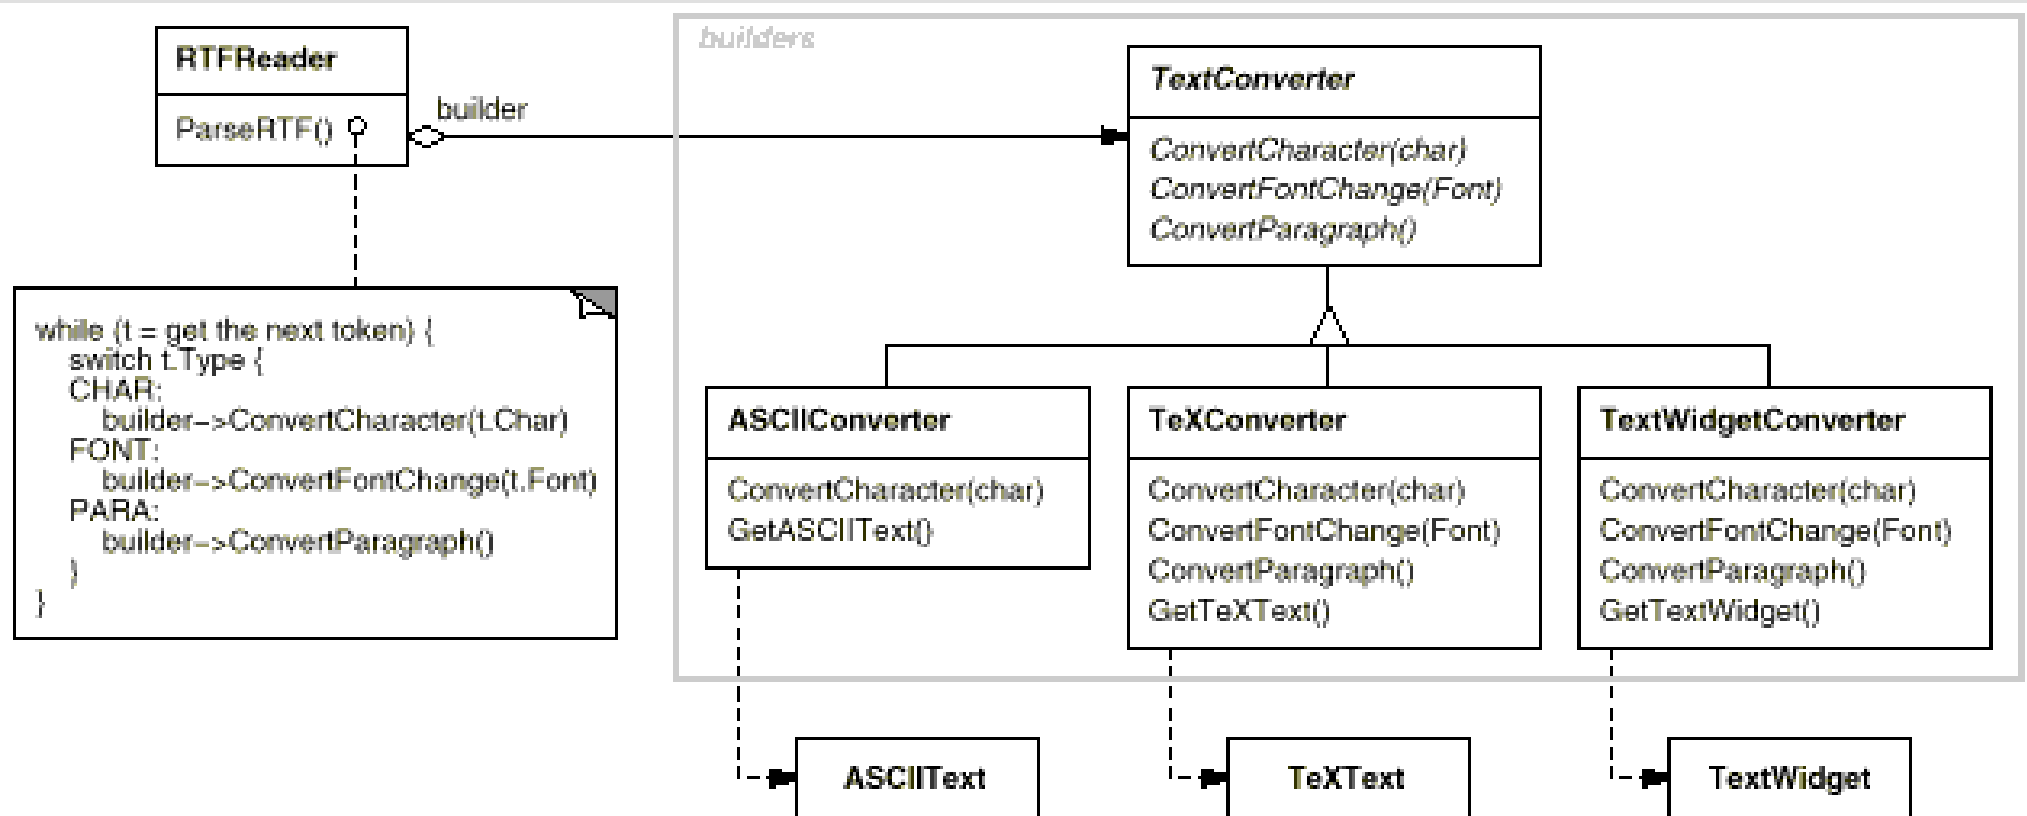 builders
RTFReader
ParseRTF()
builder
TextConverter
ConvertCharacter(char)
ConvertFontChange(Font)
ConvertParagraph()
while (t = get the next token) {
switch t.Type {
CHAR:
builder->ConvertCharacter(t.Char)
FONT:
builder->ConvertFontChange(t.Font)
PARA:
builder->ConvertParagraph()
}
}
ASCIIConverter
ConvertCharacter(char)
GetASCIIText()
TeXConverter
ConvertCharacter(char)
ConvertFontChange(Font)
ConvertParagraph()
GetTeXText()
TextWidgetConverter
ConvertCharacter(char)
ConvertFontChange(Font)
ConvertParagraph()
GetTextWidget()
ASCIIText
TeXText
TextWidget